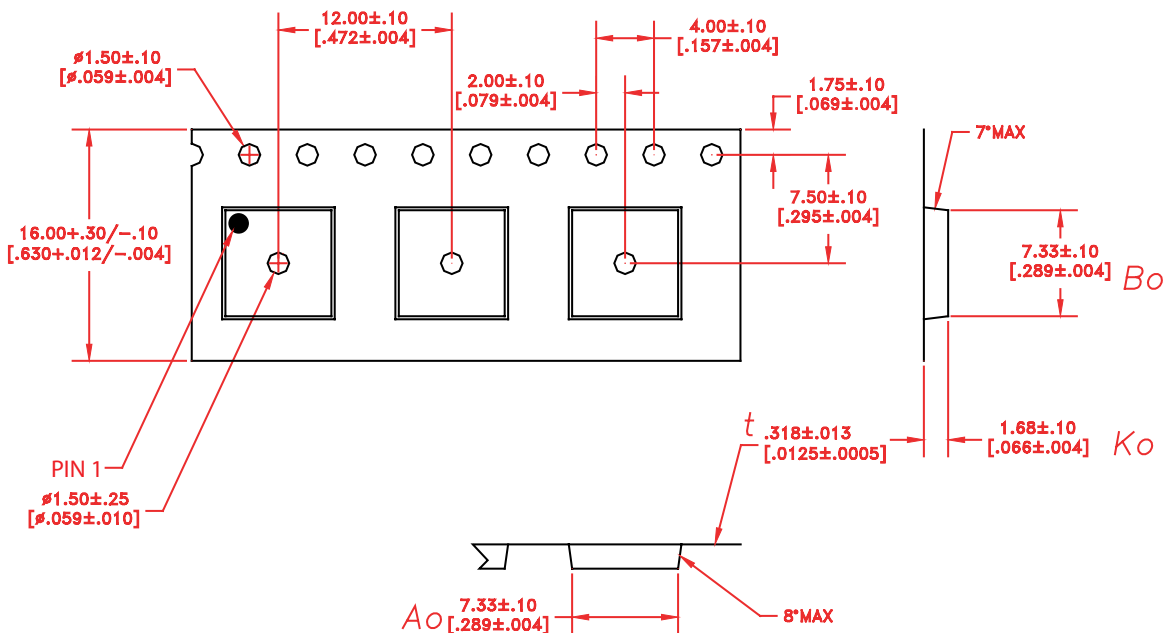 12.00±.10
[.472±.004]
4.00±.10
[.157±.004]
ø1.50±.10
[ø.059±.004]
2.00±.10
[.079±.004]
1.75±.10
[.069±.004]
7°MAX
7.50±.10
[.295±.004]
16.00+.30/-.10
[.630+.012/-.004]
7.33±.10
[.289±.004]
Bo
t
.318±.013
[.0125±.0005]
1.68±.10
[.066±.004]
Ko
PIN 1
ø1.50±.25
[ø.059±.010]
Ao
7.33±.10
[.289±.004]
8°MAX